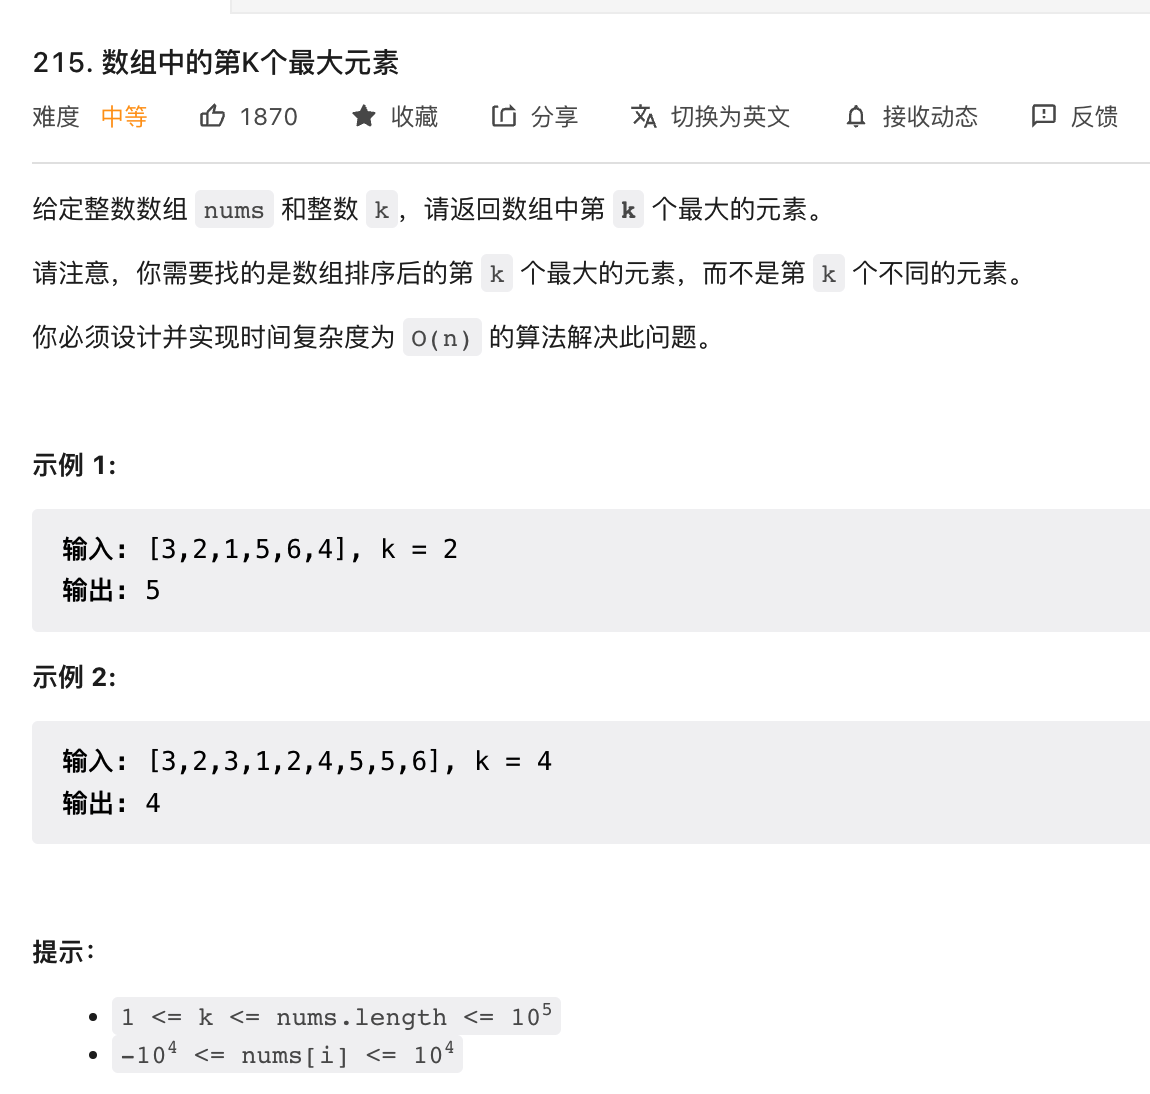 215. 数组中的第K个最大元素
难度 中等 1870 收藏 分享 切换为英文 接收动态 反馈
给定整数数组 nums 和整数 k，请返回数组中第 k 个最大的元素。
请注意，你需要找的是数组排序后的第 k 个最大的元素，而不是第 k 个不同的元素。
你必须设计并实现时间复杂度为 O(n) 的算法解决此问题。
示例 1:
输入: [3,2,1,5,6,4], k = 2
输出: 5
示例 2:
输入: [3,2,3,1,2,4,5,5,6], k = 4
输出: 4
提示：
• 1 <= k <= nums.length <= 10⁵
• -10⁴ <= nums[i] <= 10⁴